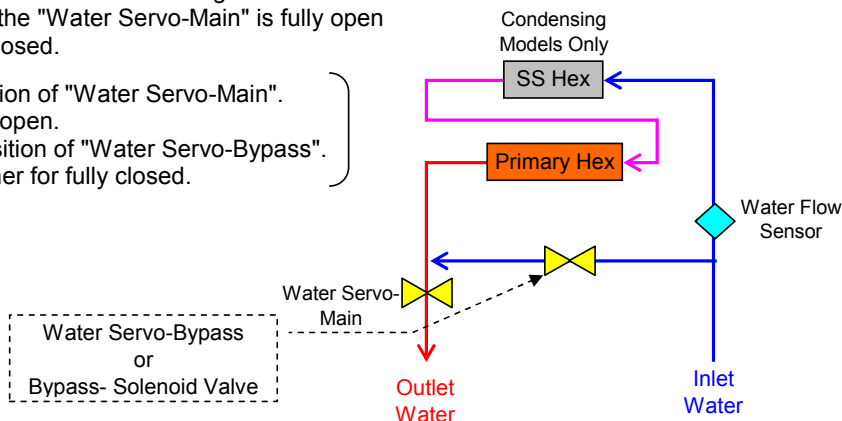 the "Water Servo-Main" is fully open
osed.
ion of "Water Servo-Main".
open.
sition of "Water Servo-Bypass".
ner for fully closed.
Condensing
Models Only
SS Hex
Primary Hex
Water Flow
Sensor
Water Servo-
Main
Water Servo-Bypass
or
Bypass- Solenoid Valve
Outlet
Water
Inlet
Water